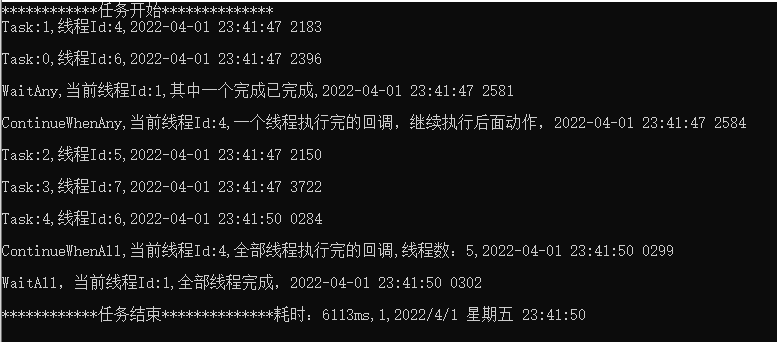 ************任务开始**************
Task:1,线程Id:4,2022-04-01 23:41:47 2183
Task:0,线程Id:6,2022-04-01 23:41:47 2396
WaitAny,当前线程Id:1,其中一个完成已完成,2022-04-01 23:41:47 2581
ContinueWhenAny,当前线程Id:4,一个线程执行完的回调，继续执行后面动作，2022-04-01 23:41:47 2584
Task:2,线程Id:5,2022-04-01 23:41:47 2150
Task:3,线程Id:7,2022-04-01 23:41:47 3722
Task:4,线程Id:6,2022-04-01 23:41:50 0284
ContinueWhenAll,当前线程Id:4,全部线程执行完的回调,线程数：5,2022-04-01 23:41:50 0299
WaitAll，当前线程Id:1,全部线程完成，2022-04-01 23:41:50 0302
************任务结束**************耗时：6113ms,1,2022/4/1 星期五 23:41:50